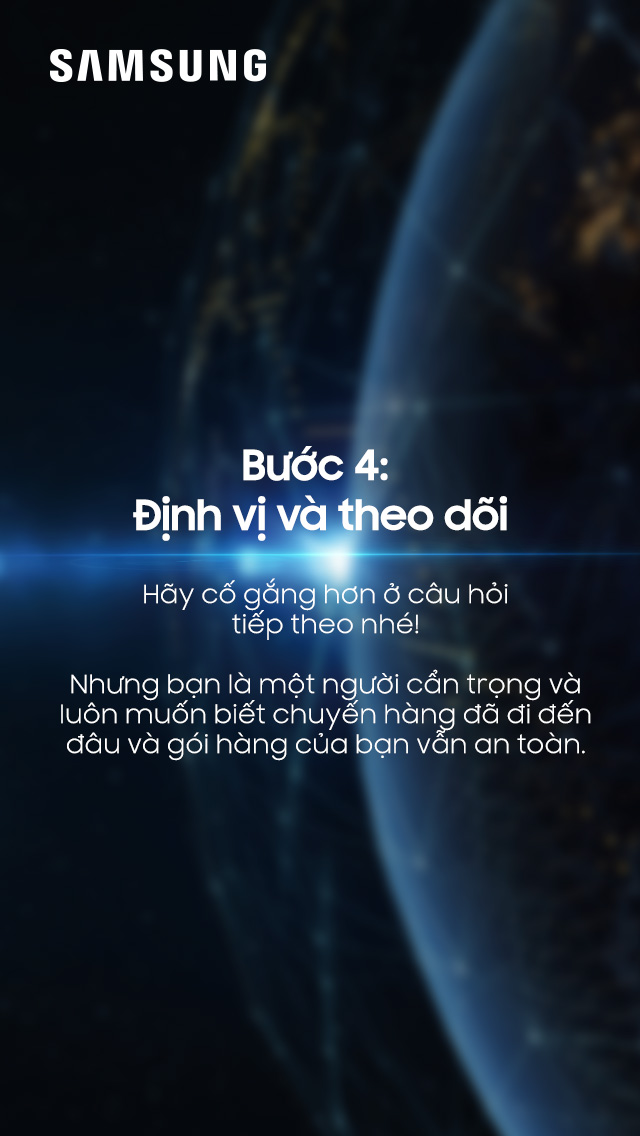 SAMSUNG
Bước 4:
Định vị và theo dõi
Hãy cố gắng hơn ở câu hỏi
tiếp theo nhé!
Nhưng bạn là một người cẩn trọng và
luôn muốn biết chuyến hàng đã đi đến
đâu và gói hàng của bạn vẫn an toàn.